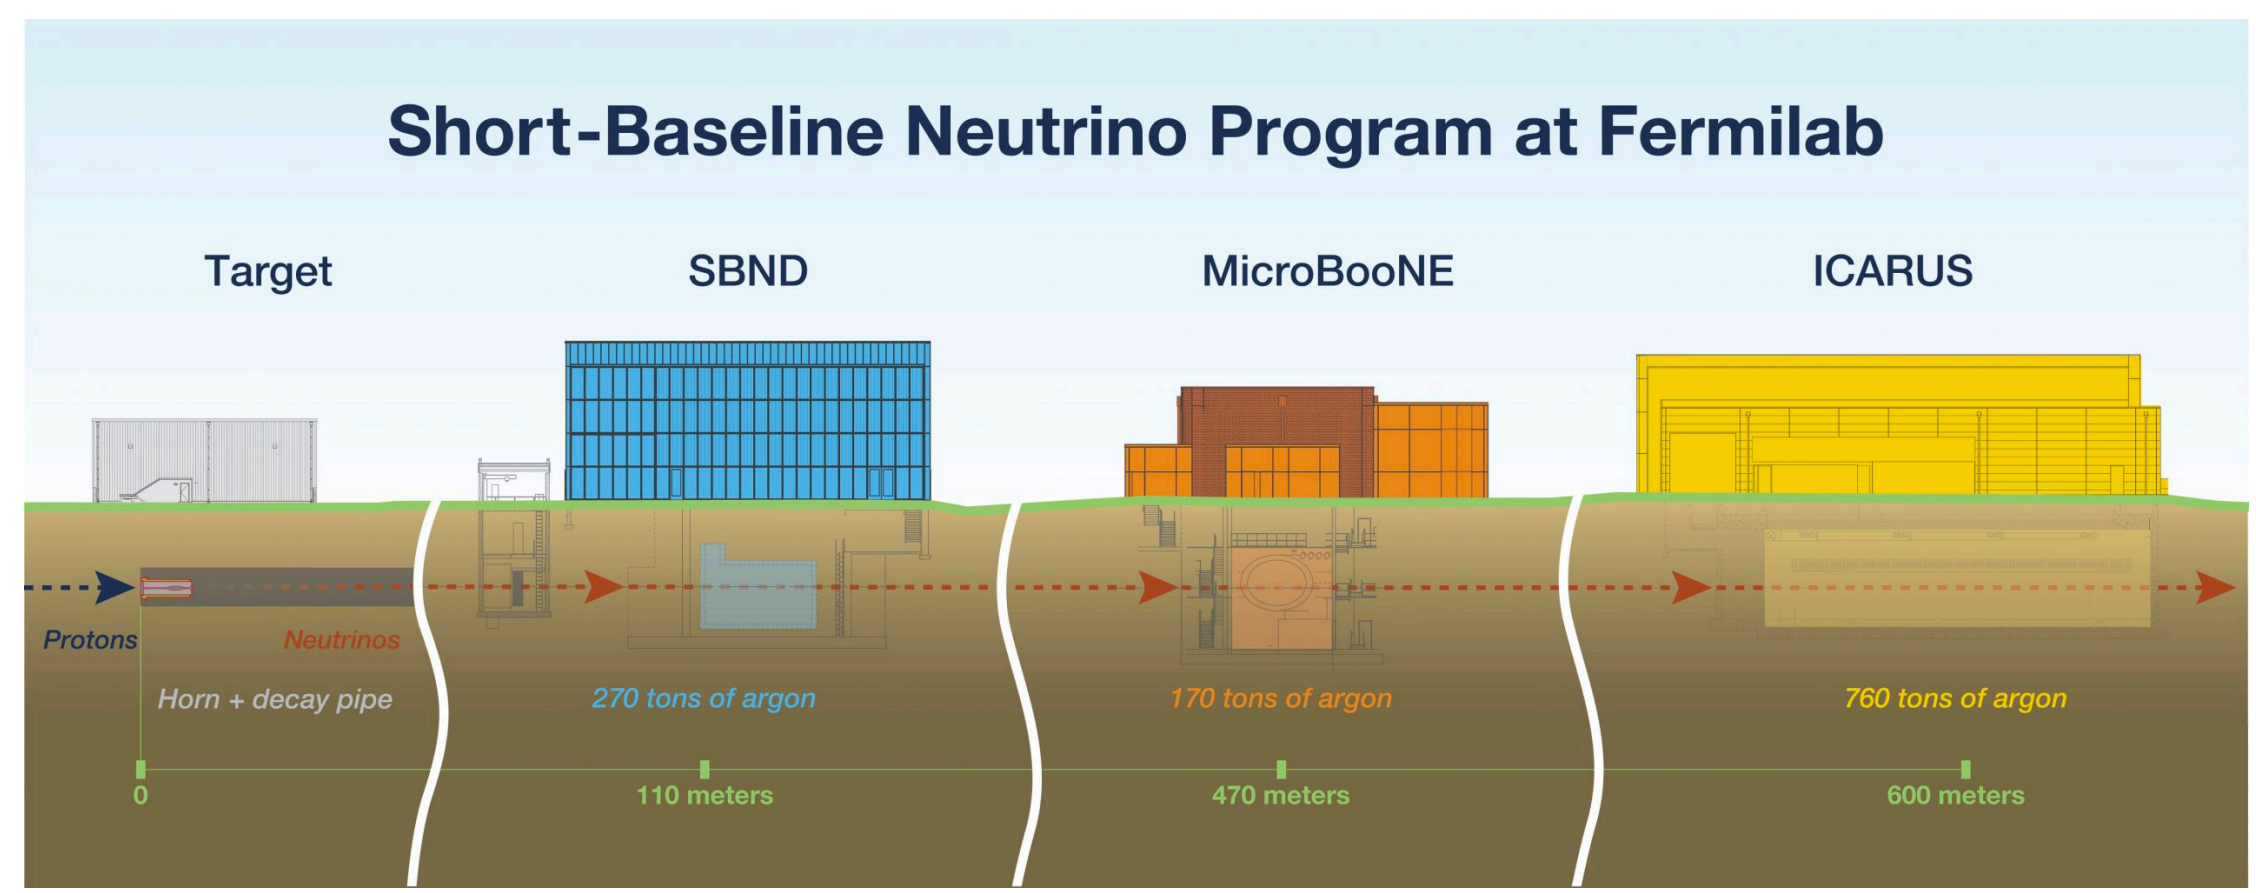 Short-Baseline Neutrino Program at Fermilab
Target
SBND
MicroBooNE
ICARUS
Protons
Neutrinos
Horn + decay pipe
270 tons of argon
170 tons of argon
760 tons of argon
0
110 meters
470 meters
600 meters